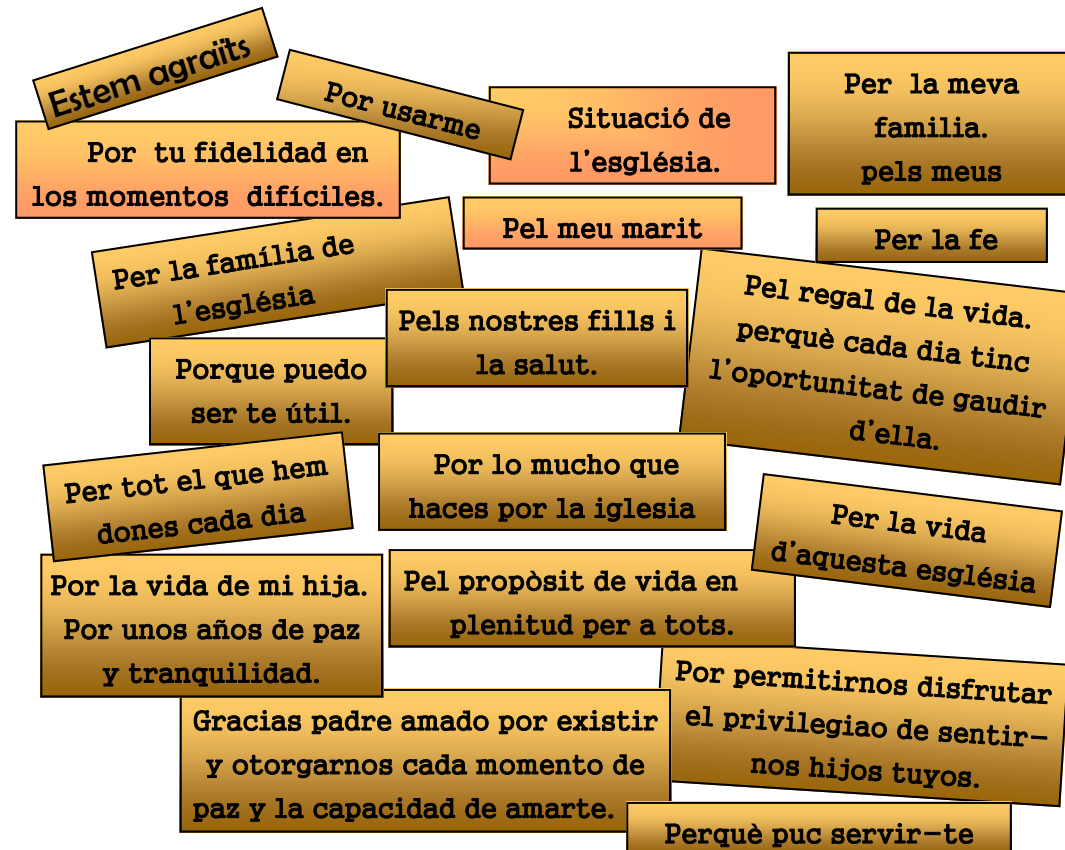 Estem agraïts
Por usarme
Por tu fidelidad en
los momentos difíciles.
Situació de
l'església.
Per la meva
familia.
pels meus
Pel meu marit
Per la fe
Per la família de
l'església
Pels nostres fills i
la salut.
Pel regal de la vida.
perquè cada dia tinc
l'oportunitat de gaudir
d'ella.
Porque puedo
ser te útil.
Per tot el que hem
dones cada dia
Por lo mucho que
haces por la iglesia
Per la vida
d'aquesta església
Por la vida de mi hija.
Por unos años de paz
y tranquilidad.
Pel propòsit de vida en
plenitud per a tots.
Por permitirnos disfrutar
el privilegiao de sentir-
nos hijos tuyos.
Gracias padre amado por existir
y otorgarnos cada momento de
paz y la capacidad de amarte.
Perquè puc servir-te